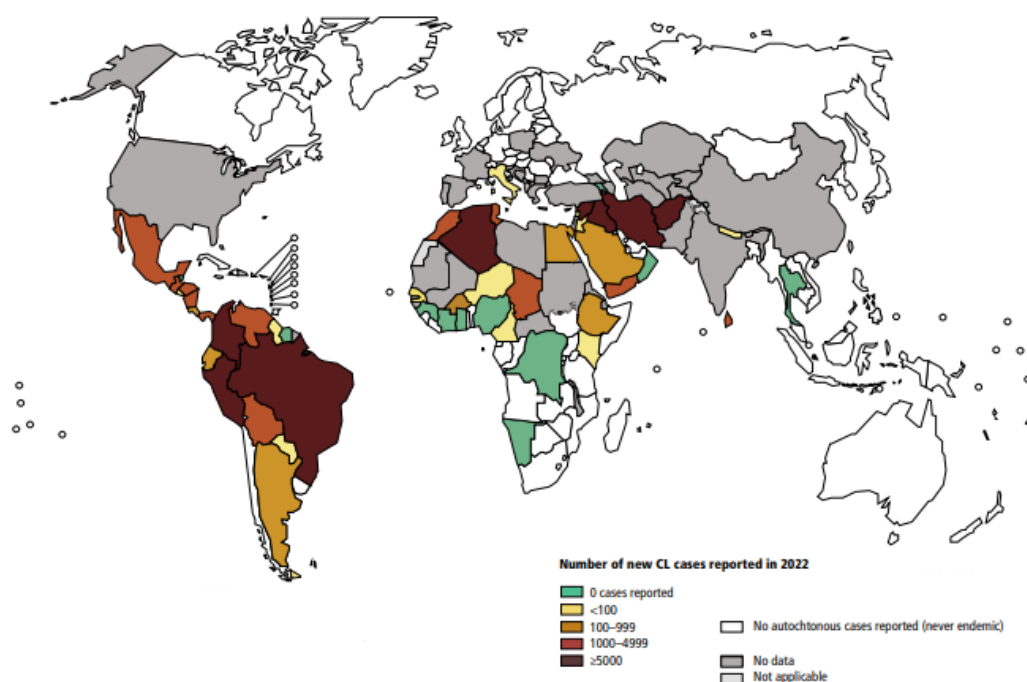 Number of new CL cases reported in 2022
0 cases reported
<100
100–999
1000–4999
≥5000
No autochtonous cases reported (never endemic)
No data
Not applicable